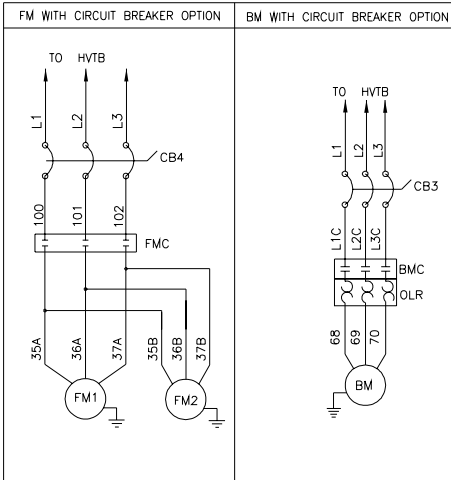 FM WITH CIRCUIT BREAKER OPTION
TO HVTB
L1 L2 L3
CB4
100 101 102
FMC
35A 36A 37A 35B 36B 37B
FM1 FM2
BM WITH CIRCUIT BREAKER OPTION
TO HVTB
L1 L2 L3
CB3
L1C L2C L3C
BMC
OLR
68 69 70
BM